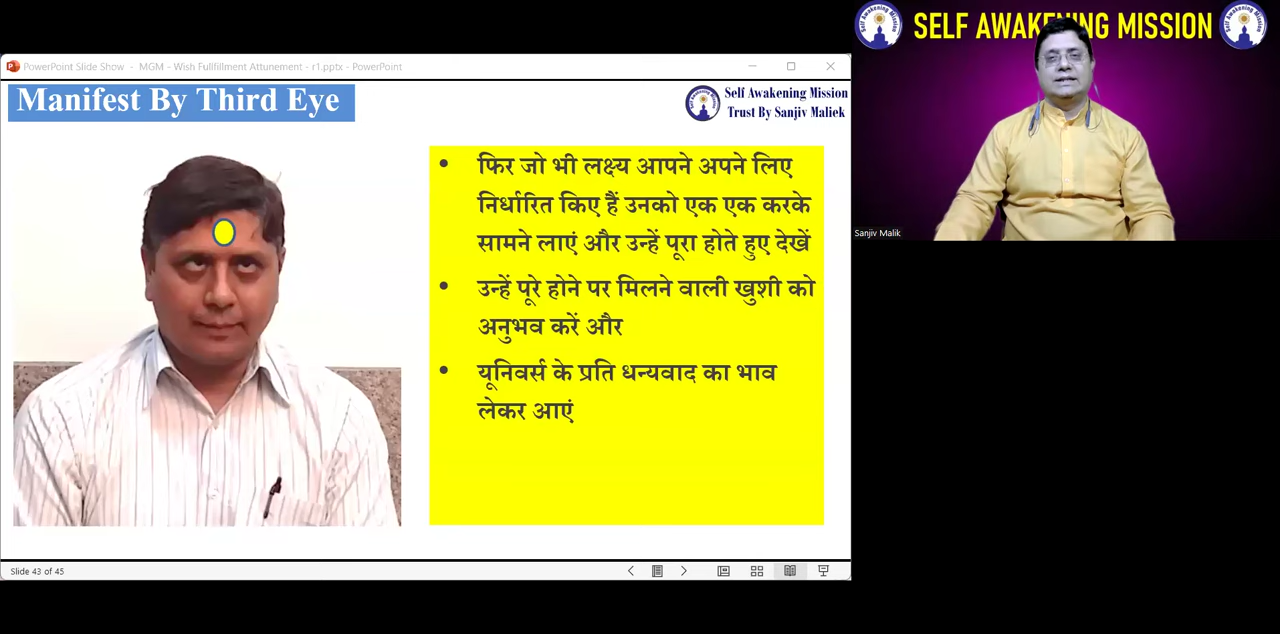 PowerPoint Slide Show - MGM - Wish Fullfillment Attunement - r1.pptx - PowerPoint
Manifest By Third Eye
Self Awakening Mission
Trust By Sanjiv Maliek
• फिर जो भी लक्ष्य आपने अपने लिए
निर्धारित किए हैं उनको एक एक करके
सामने लाएं और उन्हें पूरा होते हुए देखें
• उन्हें पूरे होने पर मिलने वाली खुशी को
अनुभव करें और
• यूनिवर्स के प्रति धन्यवाद का भाव
लेकर आएं
Slide 43 of 45
SELF AWAKENING MISSION
Sanjiv Malik